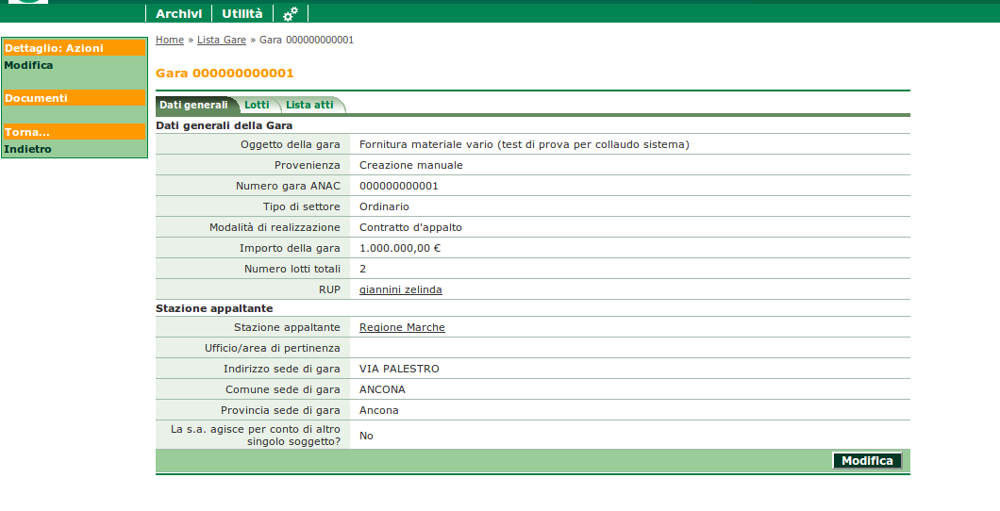 Archivi Utilità
Home » Lista Gare » Gara 000000000001
Dettaglio: Azioni
Modifica
Documenti
Torna...
Indietro
Gara 000000000001
Dati generali Lotti Lista atti
Dati generali della Gara
Oggetto della gara Fornitura materiale vario (test di prova per collaudo sistema)
Provenienza Creazione manuale
Numero gara ANAC 000000000001
Tipo di settore Ordinario
Modalità di realizzazione Contratto d'appalto
Importo della gara 1.000.000,00 €
Numero lotti totali 2
RUP giannini zelinda
Stazione appaltante
Stazione appaltante Regione Marche
Ufficio/area di pertinenza
Indirizzo sede di gara VIA PALESTRO
Comune sede di gara ANCONA
Provincia sede di gara Ancona
La s.a. agisce per conto di altro
singolo soggetto? No
Modifica